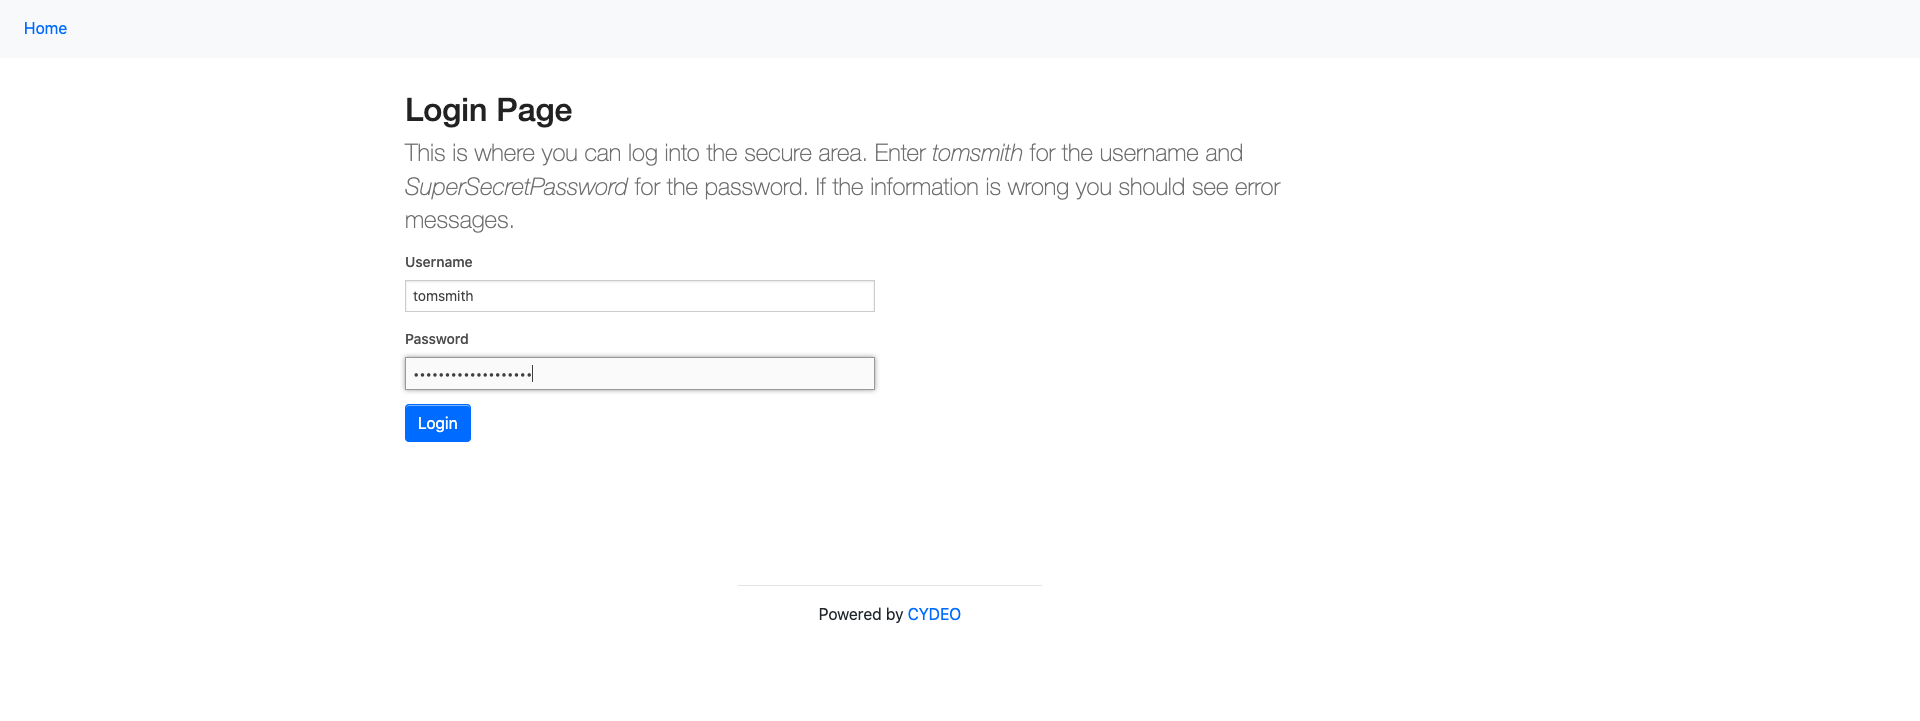 Home
Login Page
This is where you can log into the secure area. Enter tomsmith for the username and
SuperSecretPassword for the password. If the information is wrong you should see error
messages.
Username
tomsmith
Password
•••••••••••••••••••
Login
Powered by CYDEO